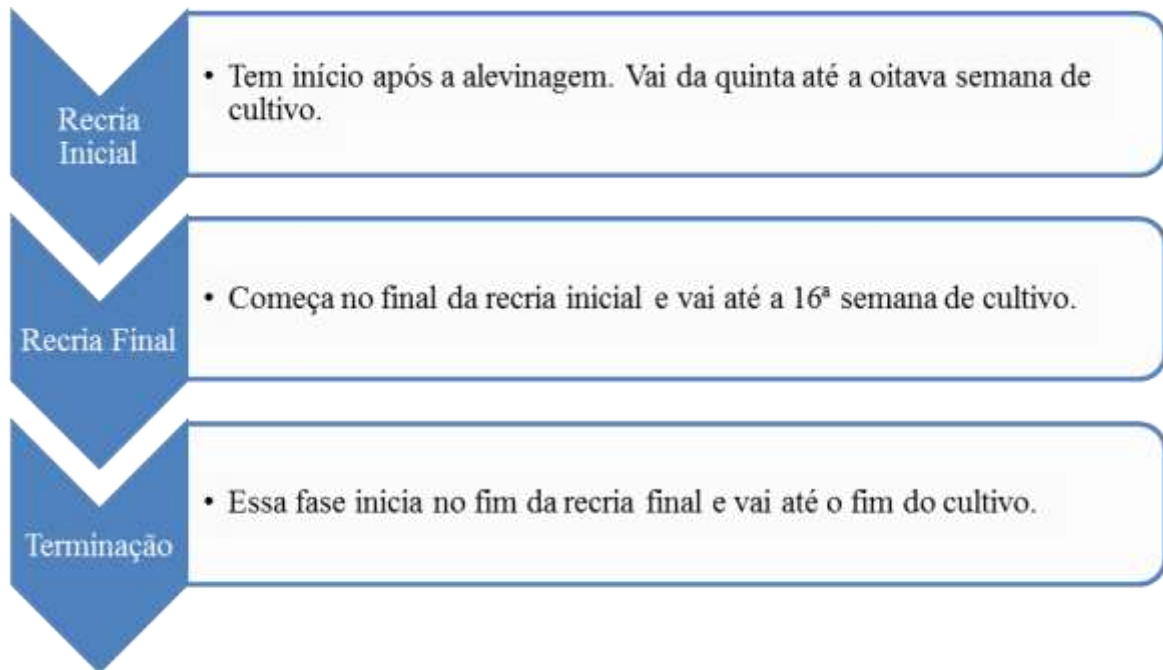 Recria
Inicial
• Tem início após a alevinagem. Vai da quinta até a oitava semana de
cultivo.
Recria Final
• Começa no final da recria inicial e vai até a 16ª semana de cultivo.
Terminação
• Essa fase inicia no fim da recria final e vai até o fim do cultivo.